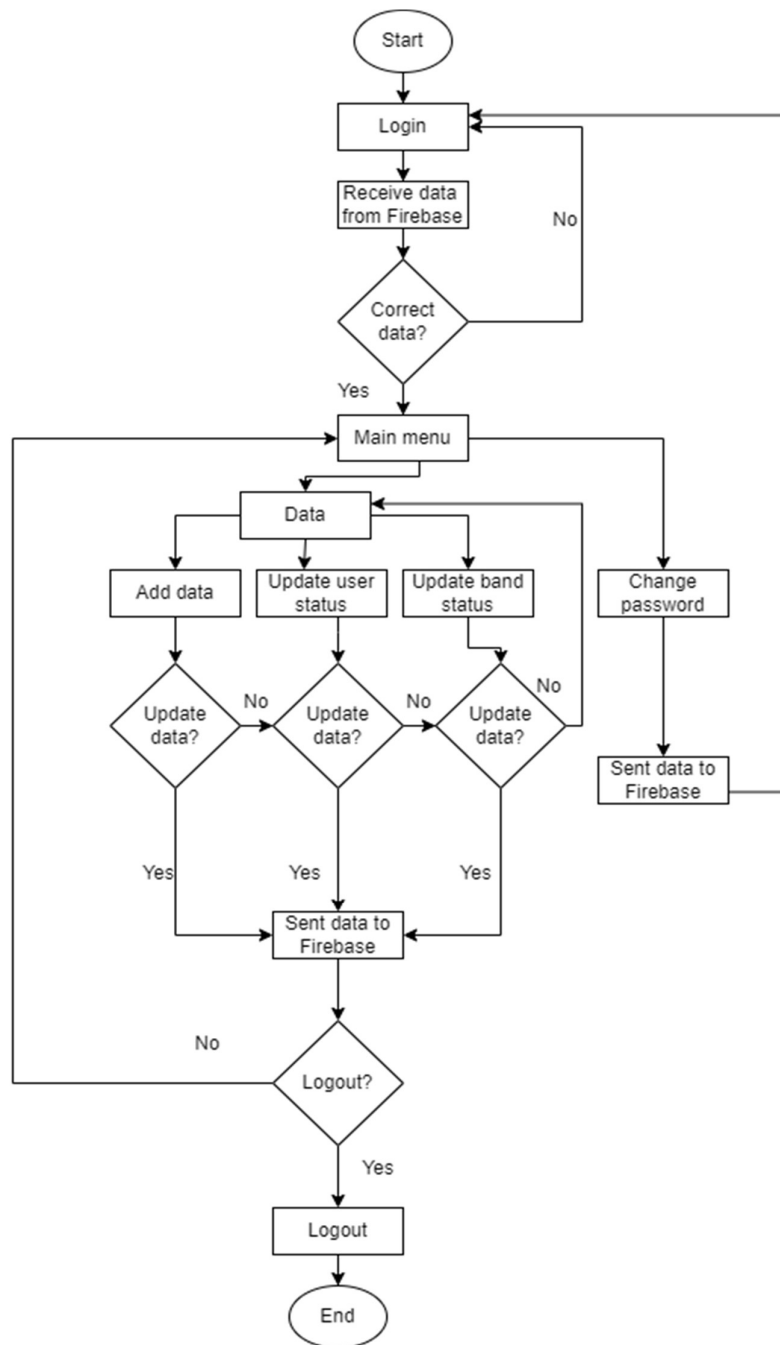 Start
Login
Receive data
from Firebase
No
Correct
data?
Yes
Main menu
Data
Add data
Update user
status
Update band
status
Change
password
Update
data?
No
Update
data?
No
Update
data?
No
Sent data to
Firebase
Yes
Yes
Yes
Sent data to
Firebase
No
Logout?
Yes
Logout
End